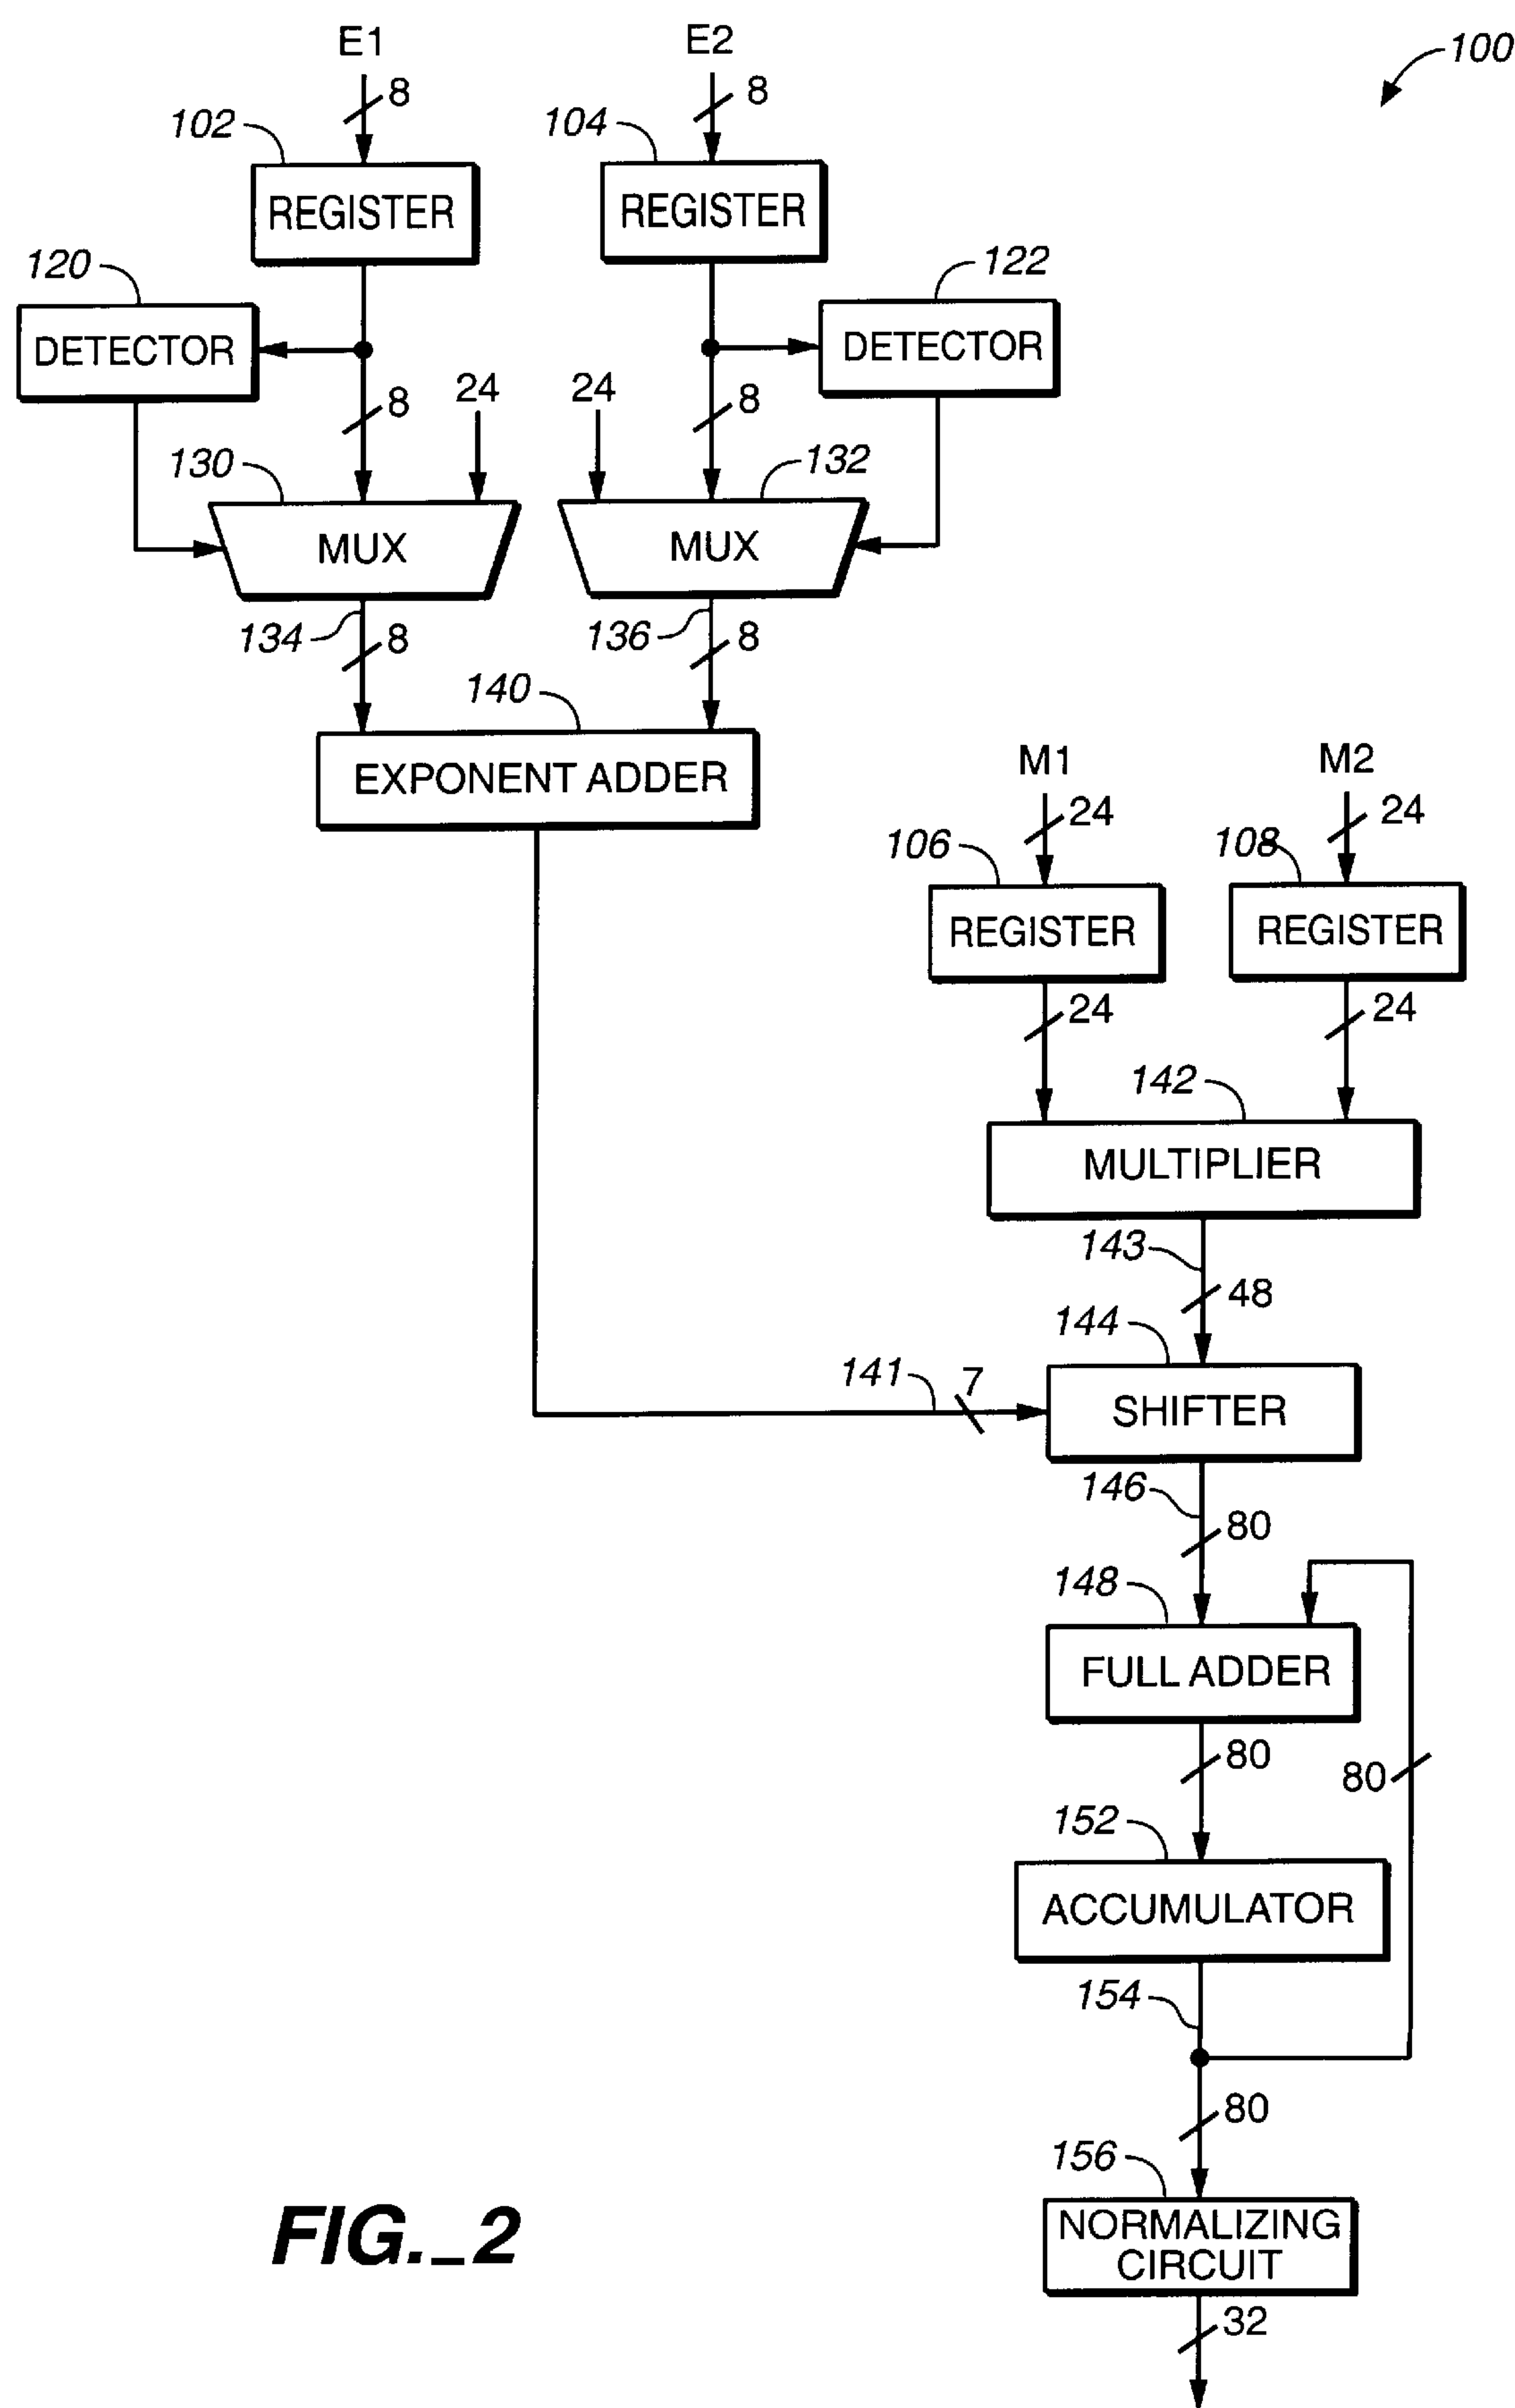 100
E1
E2
8
8
102
104
REGISTER
REGISTER
120
122
DETECTOR
DETECTOR
8
24
24
8
130
132
MUX
MUX
134
8
136
8
140
EXPONENT ADDER
M1
M2
24
24
106
108
REGISTER
REGISTER
24
24
142
MULTIPLIER
143
48
144
141
7
SHIFTER
146
80
148
FULL ADDER
80
80
152
ACCUMULATOR
154
80
156
NORMALIZING
CIRCUIT
32
FIG._2